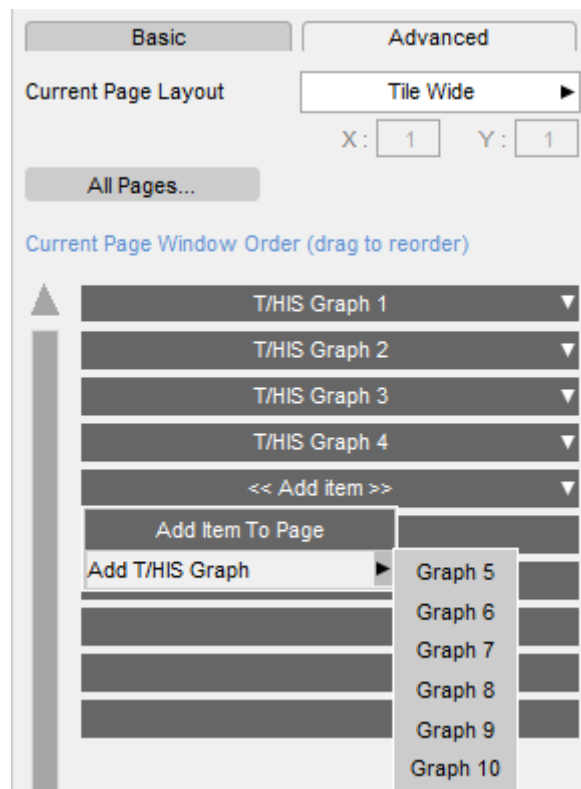 Basic Advanced
Current Page Layout Tile Wide ▶
X : 1 Y : 1
All Pages...
Current Page Window Order (drag to reorder)
T/HIS Graph 1
T/HIS Graph 2
T/HIS Graph 3
T/HIS Graph 4
<< Add item >>
Add Item To Page
Add T/HIS Graph ▶
Graph 5
Graph 6
Graph 7
Graph 8
Graph 9
Graph 10